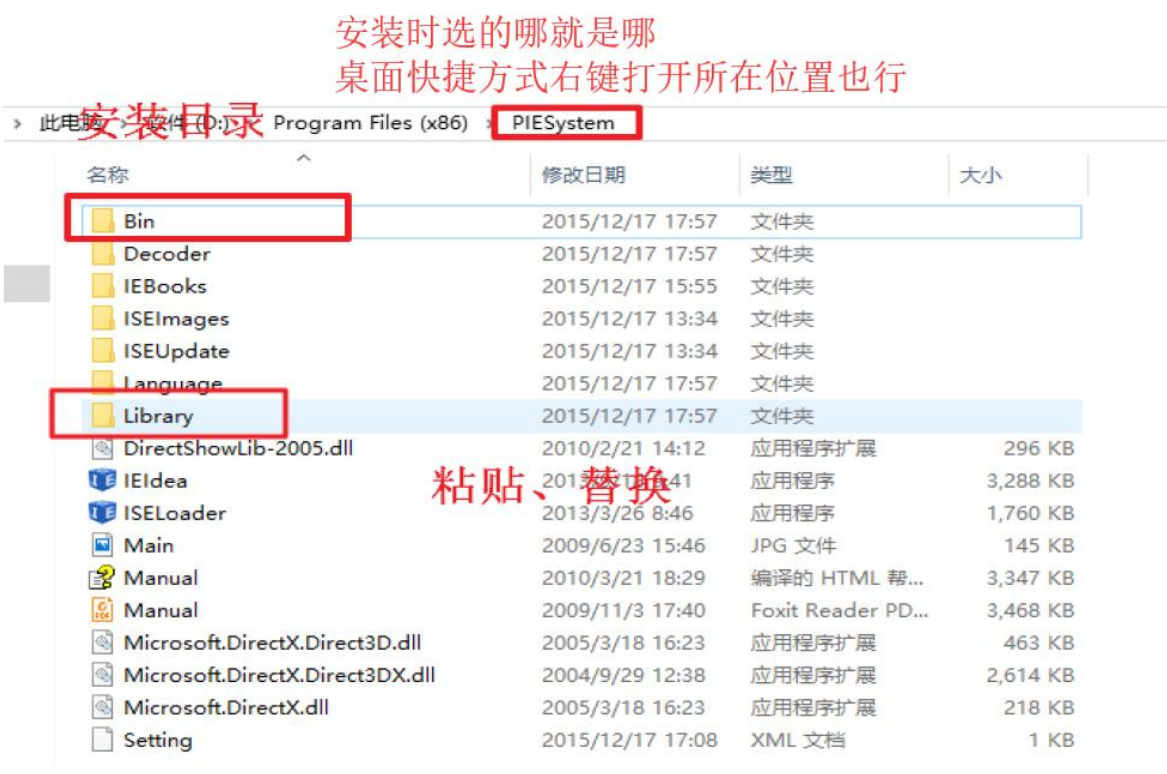 安装时选的哪就是哪
桌面快捷方式右键打开所在位置也行
安装目录
此电脑 > 软件 (D:) > Program Files (x86) > PIESystem
名称 修改日期 类型 大小
Bin 2015/12/17 17:57 文件夹
Decoder 2015/12/17 17:57 文件夹
IEBooks 2015/12/17 15:55 文件夹
ISEImages 2015/12/17 13:34 文件夹
ISEUpdate 2015/12/17 13:34 文件夹
Language 2015/12/17 17:57 文件夹
Library 2015/12/17 17:57 文件夹
DirectShowLib-2005.dll 2010/2/21 14:12 应用程序扩展 296 KB
粘贴、替换
IEIdea 应用程序 3,288 KB
ISELoader 2013/3/26 8:46 应用程序 1,760 KB
Main 2009/6/23 15:46 JPG 文件 145 KB
Manual 2010/3/21 18:29 编译的 HTML 帮... 3,347 KB
Manual 2009/11/3 17:40 Foxit Reader PD... 3,468 KB
Microsoft.DirectX.Direct3D.dll 2005/3/18 16:23 应用程序扩展 463 KB
Microsoft.DirectX.Direct3DX.dll 2004/9/29 12:38 应用程序扩展 2,614 KB
Microsoft.DirectX.dll 2005/3/18 16:23 应用程序扩展 218 KB
Setting 2015/12/17 17:08 XML 文档 1 KB